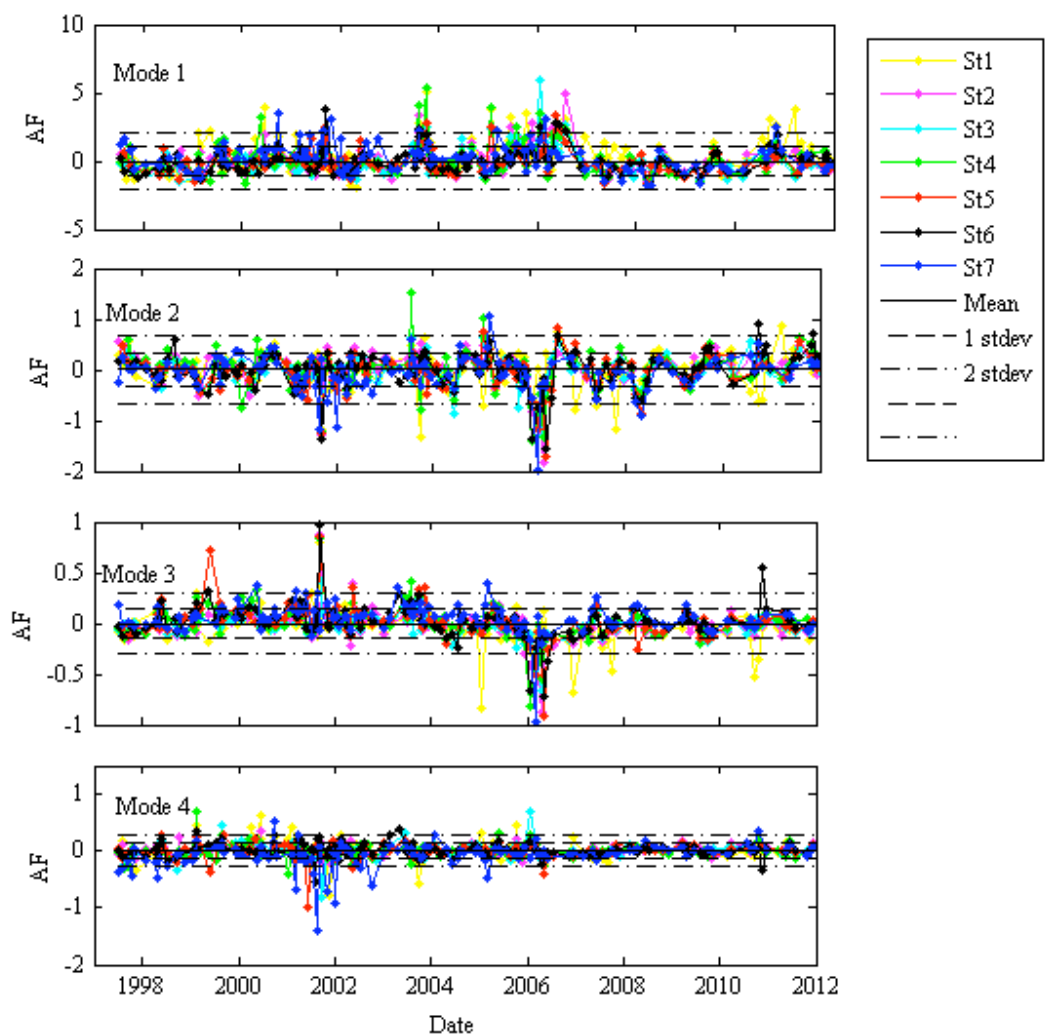 10
5
0
-5
AF
Mode 1
2
1
0
-1
-2
AF
Mode 2
1
0.5
0
-0.5
-1
AF
Mode 3
1
0
-1
-2
AF
Mode 4
1998 2000 2002 2004 2006 2008 2010 2012
Date
St1
St2
St3
St4
St5
St6
St7
Mean
1 stdev
2 stdev